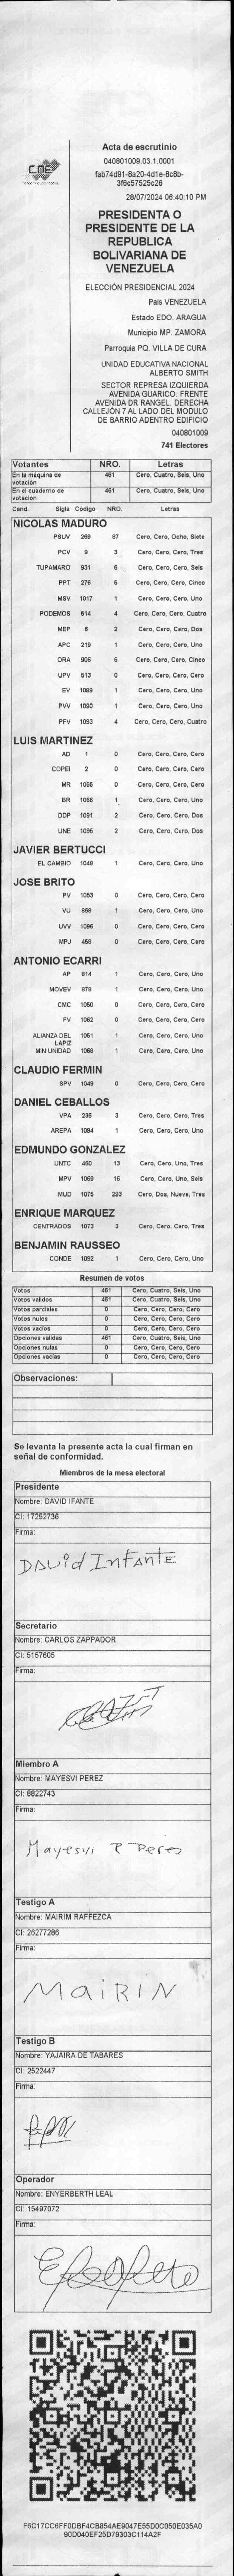 CNE
Acta de escrutinio
040801009.03.1.0001
fab74d91-8a20-4d1e-8c8b-
3f6c57525c26
28/07/2024 06:40:10 PM
PRESIDENTA O
PRESIDENTE DE LA
REPUBLICA
BOLIVARIANA DE
VENEZUELA
ELECCIÓN PRESIDENCIAL 2024
País VENEZUELA
Estado EDO. ARAGUA
Municipio MP. ZAMORA
Parroquia PQ. VILLA DE CURA
UNIDAD EDUCATIVA NACIONAL
ALBERTO SMITH
SECTOR REPRESA IZQUIERDA
AVENIDA GUARICO. FRENTE
AVENIDA DR RANGEL. DERECHA
CALLEJÓN 7 AL LADO DEL MODULO
DE BARRIO ADENTRO EDIFICIO
040801009
741 Electores
Votantes NRO. Letras
En la máquina de votación 461 Cero, Cuatro, Seis, Uno
En el cuaderno de votación 461 Cero, Cuatro, Seis, Uno
Cand. Sigla Código NRO. Letras
NICOLAS MADURO
PSUV 269 87 Cero, Cero, Ocho, Siete
PCV 9 3 Cero, Cero, Cero, Tres
TUPAMARO 931 6 Cero, Cero, Cero, Seis
PPT 276 5 Cero, Cero, Cero, Cinco
MSV 1017 1 Cero, Cero, Cero, Uno
PODEMOS 514 4 Cero, Cero, Cero, Cuatro
MEP 6 2 Cero, Cero, Cero, Dos
APC 219 1 Cero, Cero, Cero, Uno
ORA 906 5 Cero, Cero, Cero, Cinco
UPV 613 0 Cero, Cero, Cero, Cero
EV 1089 1 Cero, Cero, Cero, Uno
PVV 1090 1 Cero, Cero, Cero, Uno
PFV 1093 4 Cero, Cero, Cero, Cuatro
LUIS MARTINEZ
AD 1 0 Cero, Cero, Cero, Cero
COPEI 2 0 Cero, Cero, Cero, Cero
MR 1065 0 Cero, Cero, Cero, Cero
BR 1066 1 Cero, Cero, Cero, Uno
DDP 1091 2 Cero, Cero, Cero, Dos
UNE 1095 2 Cero, Cero, Cero, Dos
JAVIER BERTUCCI
EL CAMBIO 1048 1 Cero, Cero, Cero, Uno
JOSE BRITO
PV 1053 0 Cero, Cero, Cero, Cero
VU 868 1 Cero, Cero, Cero, Uno
UVV 1096 0 Cero, Cero, Cero, Cero
MPJ 459 0 Cero, Cero, Cero, Cero
ANTONIO ECARRI
AP 814 1 Cero, Cero, Cero, Uno
MOVEV 878 1 Cero, Cero, Cero, Uno
CMC 1050 0 Cero, Cero, Cero, Cero
FV 1062 0 Cero, Cero, Cero, Cero
ALIANZA DEL LAPIZ 1051 1 Cero, Cero, Cero, Uno
MIN UNIDAD 1069 1 Cero, Cero, Cero, Uno
CLAUDIO FERMIN
SPV 1049 0 Cero, Cero, Cero, Cero
DANIEL CEBALLOS
VPA 236 3 Cero, Cero, Cero, Tres
AREPA 1094 1 Cero, Cero, Cero, Uno
EDMUNDO GONZALEZ
UNTC 460 13 Cero, Cero, Uno, Tres
MPV 1069 16 Cero, Cero, Uno, Seis
MUD 1075 293 Cero, Dos, Nueve, Tres
ENRIQUE MARQUEZ
CENTRADOS 1073 3 Cero, Cero, Cero, Tres
BENJAMIN RAUSSEO
CONDE 1092 1 Cero, Cero, Cero, Uno
Resumen de votos
Votos 461 Cero, Cuatro, Seis, Uno
Votos validos 461 Cero, Cuatro, Seis, Uno
Votos parciales 0 Cero, Cero, Cero, Cero
Votos nulos 0 Cero, Cero, Cero, Cero
Votos vacios 0 Cero, Cero, Cero, Cero
Opciones validas 461 Cero, Cuatro, Seis, Uno
Opciones nulas 0 Cero, Cero, Cero, Cero
Opciones vacias 0 Cero, Cero, Cero, Cero
Observaciones:
Se levanta la presente acta la cual firman en
señal de conformidad.
Miembros de la mesa electoral
Presidente
Nombre: DAVID IFANTE
CI: 17252736
Firma:
DAvid InfAntE
Secretario
Nombre: CARLOS ZAPPADOR
CI: 5157605
Firma:
Miembro A
Nombre: MAYESVI PEREZ
CI: 8822743
Firma:
Mayesvi P Perez
Testigo A
Nombre: MAIRIM RAFFEZCA
CI: 26277286
Firma:
MaiRIN
Testigo B
Nombre: YAJAIRA DE TABARES
CI: 2522447
Firma:
Operador
Nombre: ENYERBERTH LEAL
CI: 15497072
Firma:
F6C17CC6FF0DBF4CB854AE9047E55D0C050E035A0
90D040EF25D79303C114A2F